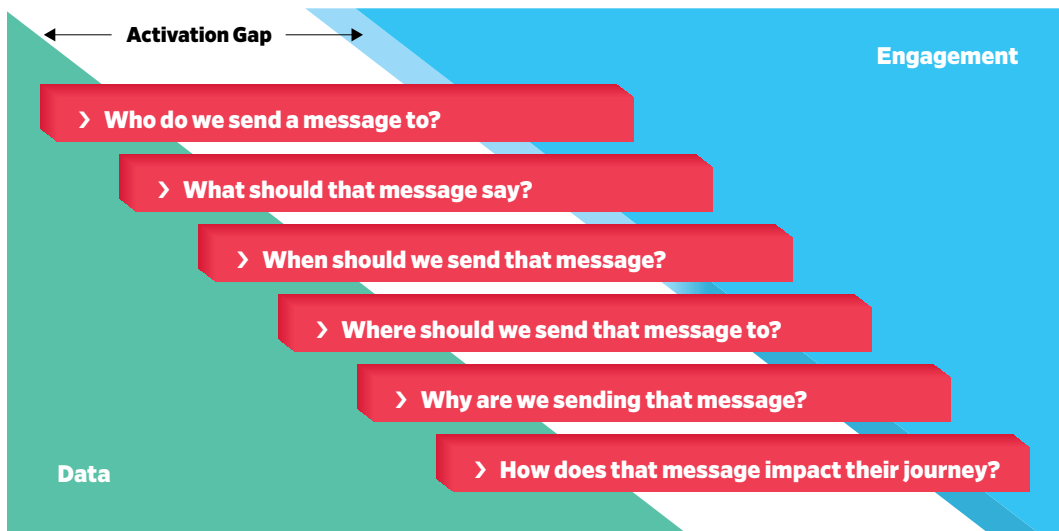 Activation Gap
Engagement
❯ Who do we send a message to?
❯ What should that message say?
❯ When should we send that message?
❯ Where should we send that message to?
❯ Why are we sending that message?
❯ How does that message impact their journey?
Data